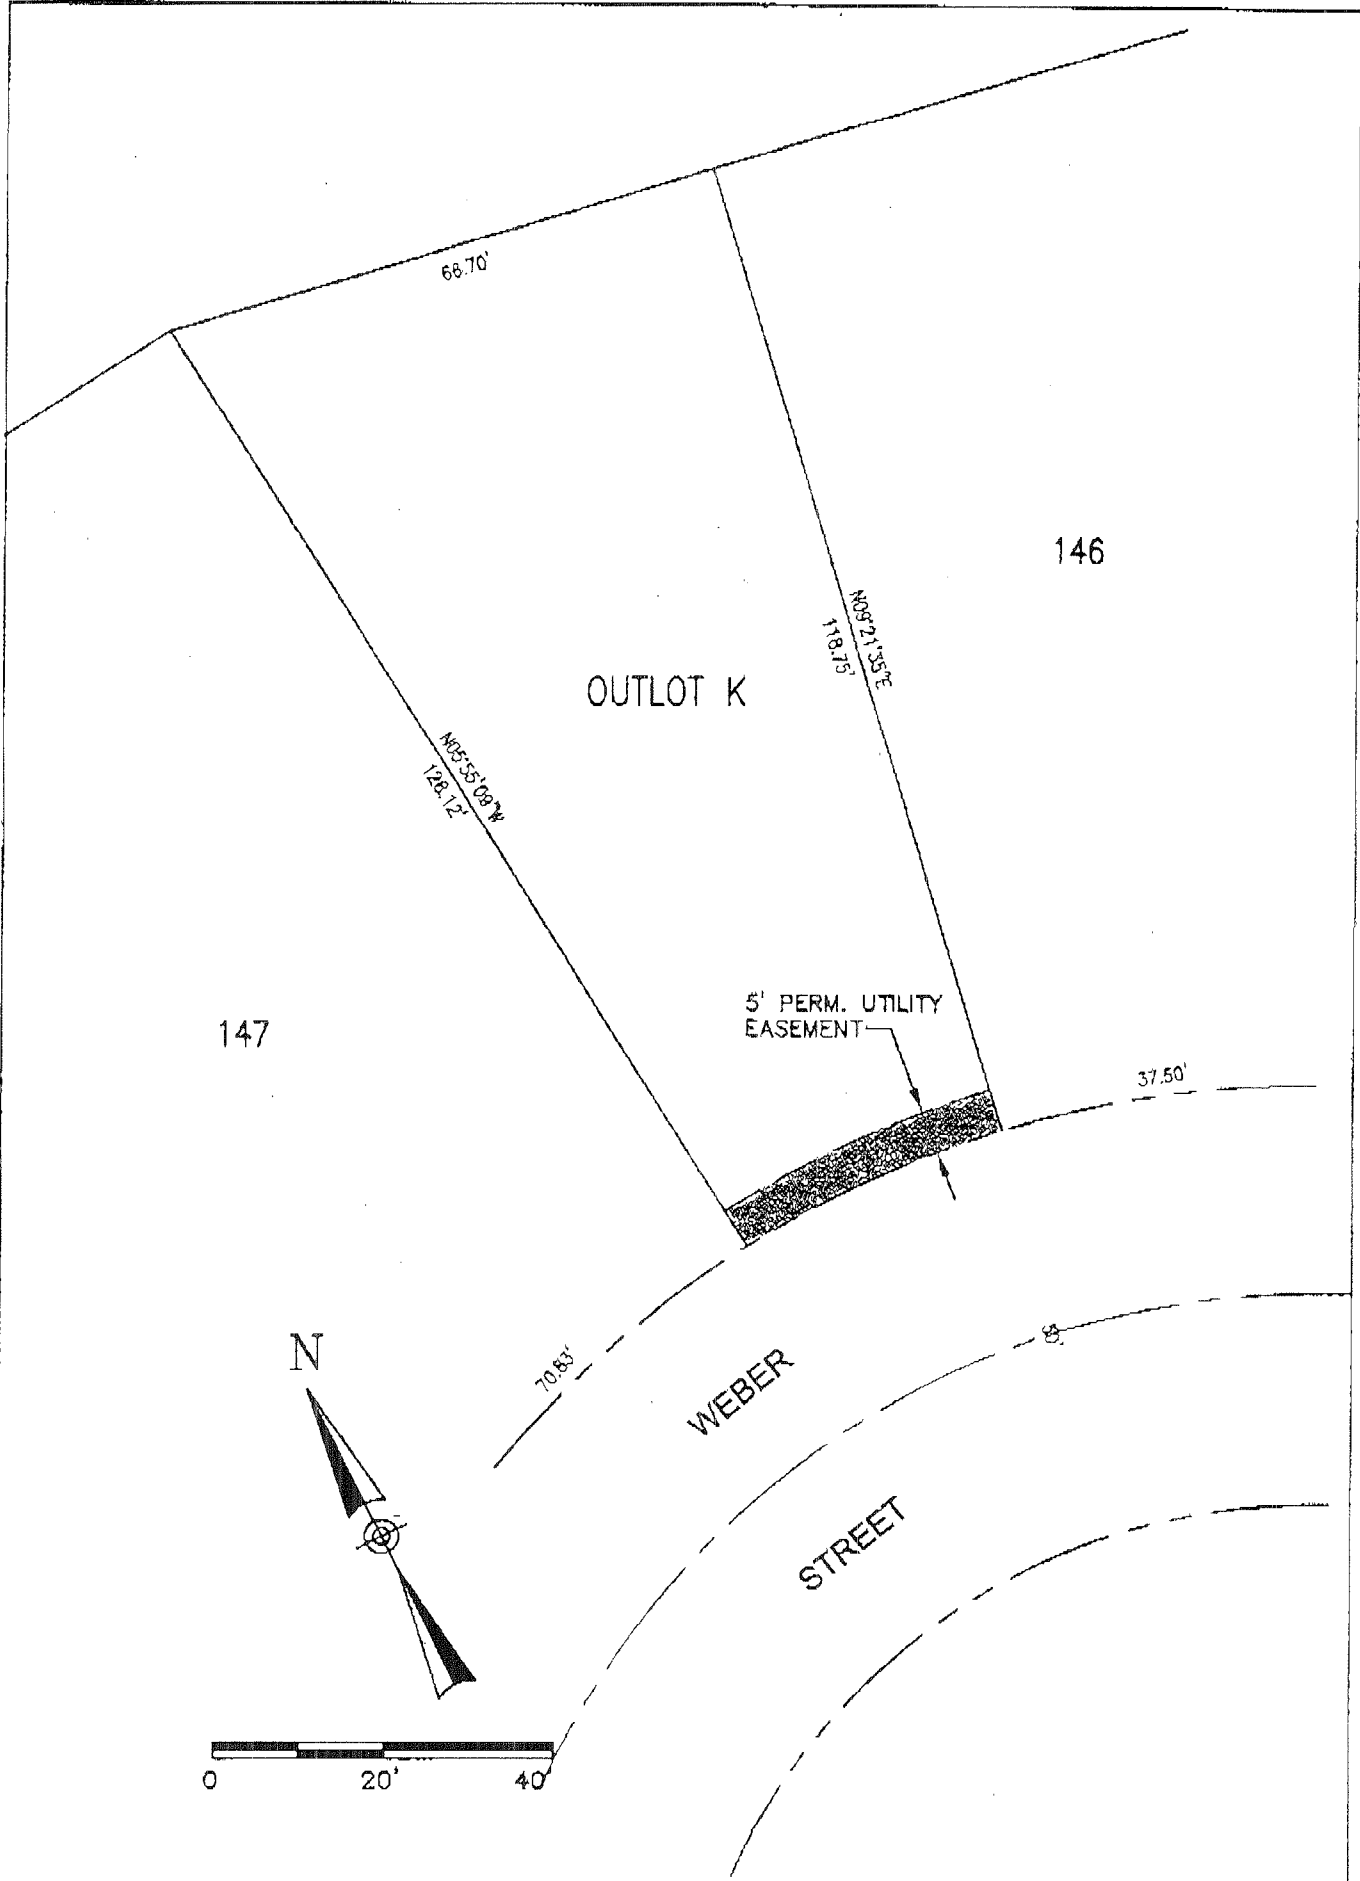 66.70'
146
N09°21'35"E
118.75'
OUTLOT K
N05°55'09"W
128.12'
5' PERM. UTILITY
EASEMENT
147
37.50'
50'
N
70.83'
WEBER
STREET
0 20' 40'